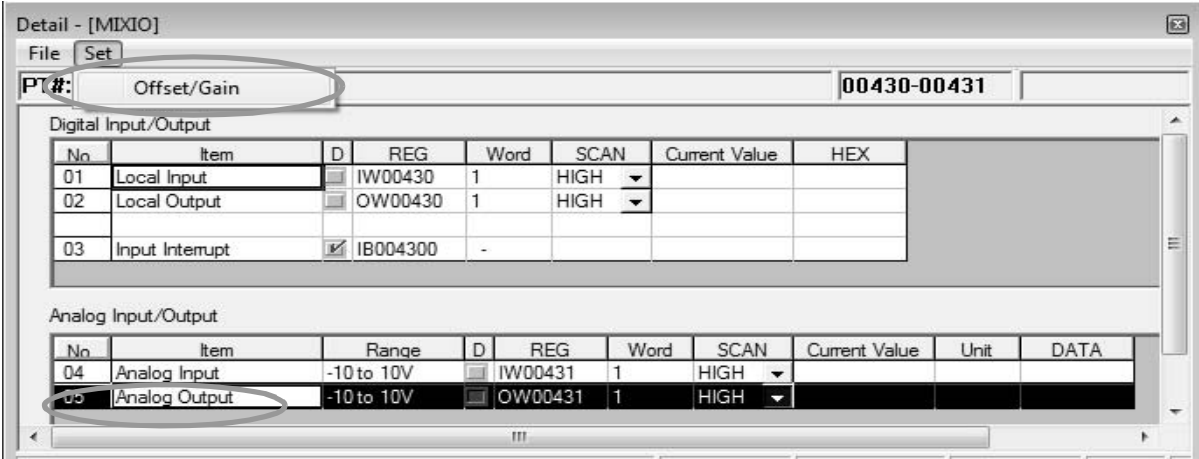 Detail - [MIXIO]
File Set
PT#: Offset/Gain 00430-00431
Digital Input/Output
No Item D REG Word SCAN Current Value HEX
01 Local Input IW00430 1 HIGH
02 Local Output OW00430 1 HIGH
03 Input Interrupt IB004300 -
Analog Input/Output
No Item Range D REG Word SCAN Current Value Unit DATA
04 Analog Input -10 to 10V IW00431 1 HIGH
05 Analog Output -10 to 10V OW00431 1 HIGH